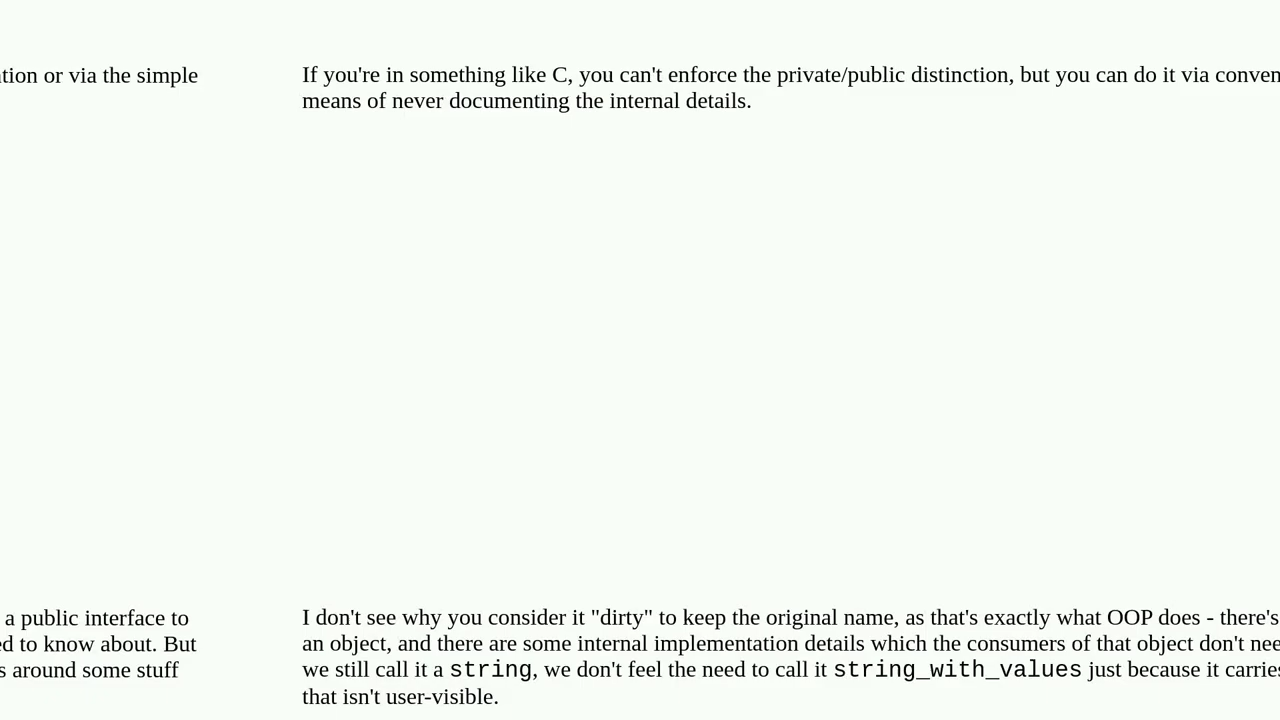 ation or via the simple
If you're in something like C, you can't enforce the private/public distinction, but you can do it via conven
means of never documenting the internal details.
a public interface to
ed to know about. But
s around some stuff
I don't see why you consider it "dirty" to keep the original name, as that's exactly what OOP does - there's
an object, and there are some internal implementation details which the consumers of that object don't nee
we still call it a string, we don't feel the need to call it string_with_values just because it carries
that isn't user-visible.